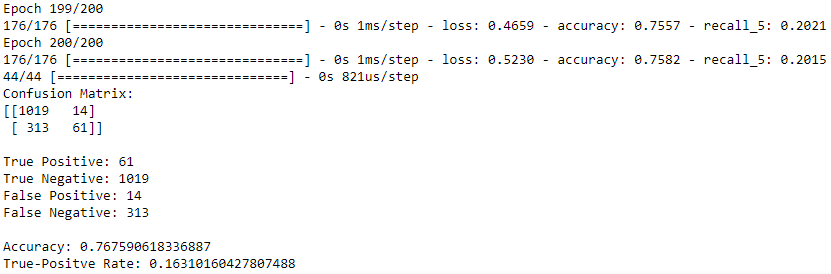 Epoch 199/200
176/176 [==============================] - 0s 1ms/step - loss: 0.4659 - accuracy: 0.7557 - recall_5: 0.2021
Epoch 200/200
176/176 [==============================] - 0s 1ms/step - loss: 0.5230 - accuracy: 0.7582 - recall_5: 0.2015
44/44 [==============================] - 0s 821us/step
Confusion Matrix:
[[1019   14]
 [ 313   61]]

True Positive: 61
True Negative: 1019
False Positive: 14
False Negative: 313

Accuracy: 0.767590618336887
True-Positve Rate: 0.16310160427807488